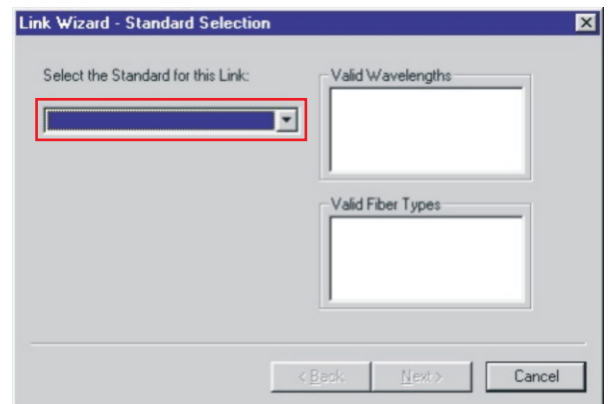 Link Wizard - Standard Selection
Select the Standard for this Link:
Valid Wavelengths
Valid Fiber Types
< Back
Next >
Cancel